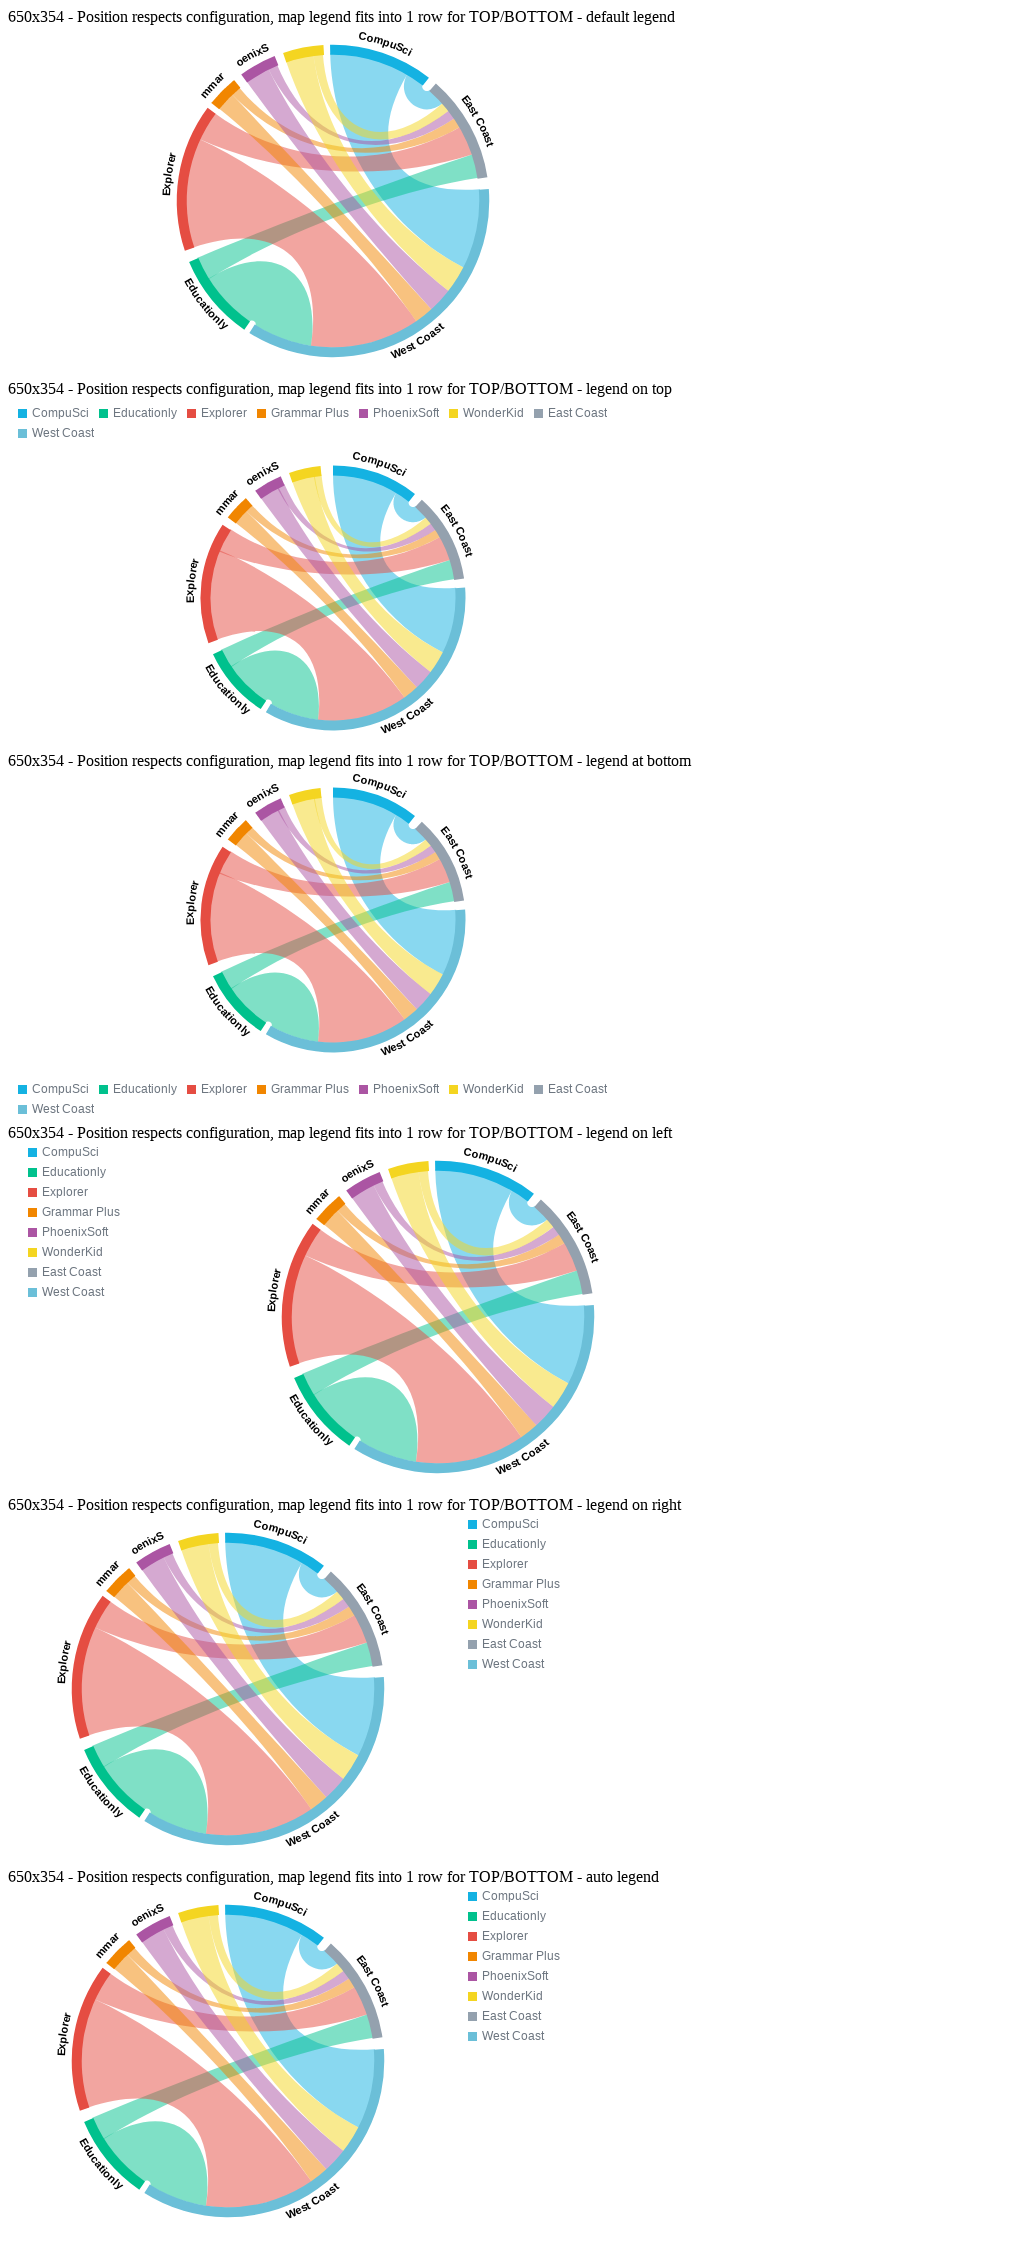 650x354 - Position respects configuration, map legend fits into 1 row for TOP/BOTTOM - default legend
CompuSci
oenixS
East Coast
mmar
Explorer
Educationly
West Coast
650x354 - Position respects configuration, map legend fits into 1 row for TOP/BOTTOM - legend on top
CompuSci Educationly Explorer Grammar Plus PhoenixSoft WonderKid East Coast
West Coast
CompuSci
oenixS
East Coast
mmar
Explorer
Educationly
West Coast
650x354 - Position respects configuration, map legend fits into 1 row for TOP/BOTTOM - legend at bottom
CompuSci
oenixS
East Coast
mmar
Explorer
Educationly
West Coast
CompuSci Educationly Explorer Grammar Plus PhoenixSoft WonderKid East Coast
West Coast
650x354 - Position respects configuration, map legend fits into 1 row for TOP/BOTTOM - legend on left
CompuSci
Educationly
Explorer
Grammar Plus
PhoenixSoft
WonderKid
East Coast
West Coast
CompuSci
oenixS
East Coast
mmar
Explorer
Educationly
West Coast
650x354 - Position respects configuration, map legend fits into 1 row for TOP/BOTTOM - legend on right
CompuSci
oenixS
East Coast
mmar
Explorer
Educationly
West Coast
CompuSci
Educationly
Explorer
Grammar Plus
PhoenixSoft
WonderKid
East Coast
West Coast
650x354 - Position respects configuration, map legend fits into 1 row for TOP/BOTTOM - auto legend
CompuSci
oenixS
East Coast
mmar
Explorer
Educationly
West Coast
CompuSci
Educationly
Explorer
Grammar Plus
PhoenixSoft
WonderKid
East Coast
West Coast